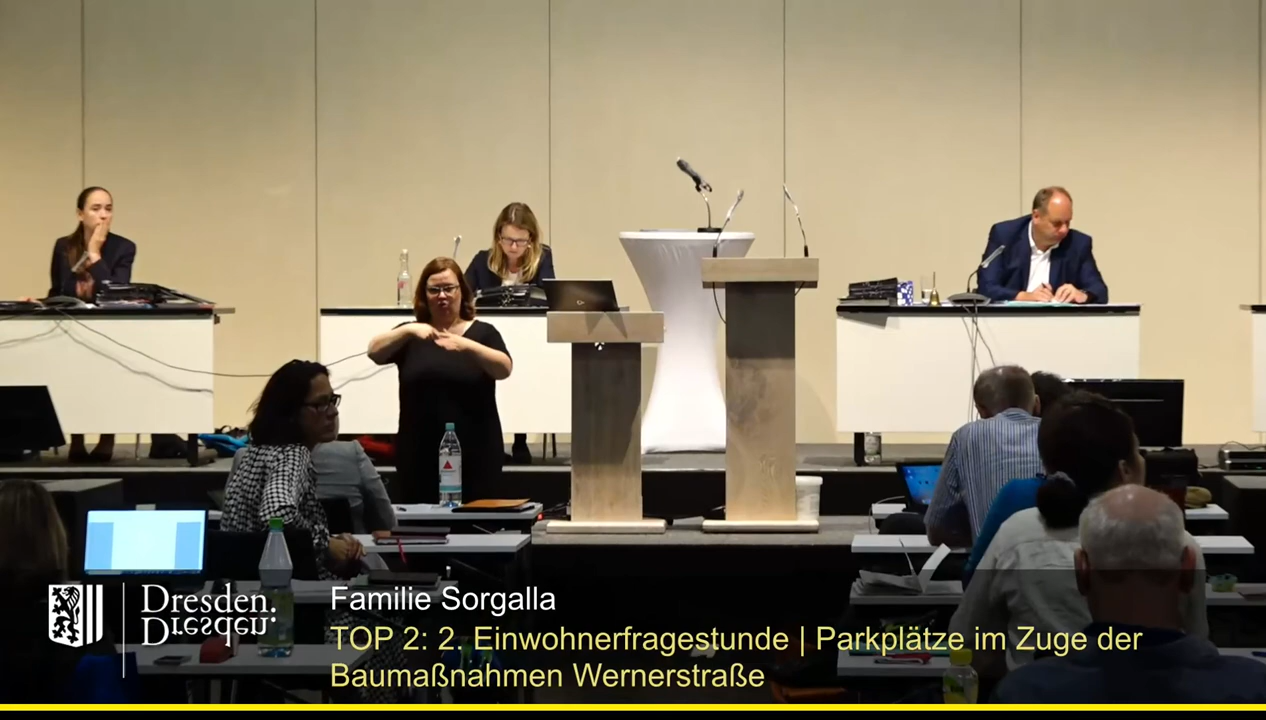 Dresden.
Dresden.
Familie Sorgalla
TOP 2: 2. Einwohnerfragestunde | Parkplätze im Zuge der
Baumaßnahmen Wernerstraße